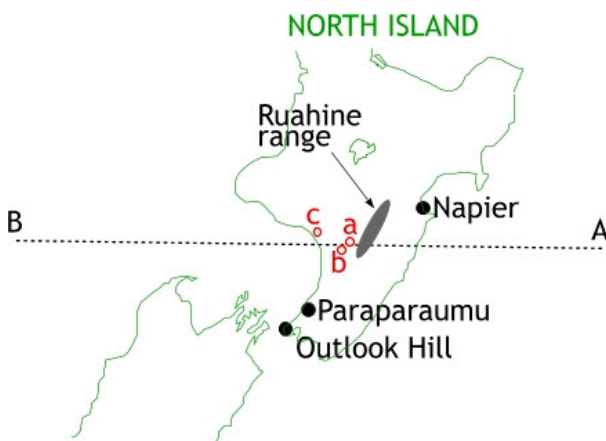 NORTH ISLAND
Ruahine
range
Napier
B
c
a
A
b
Paraparaumu
Outlook Hill